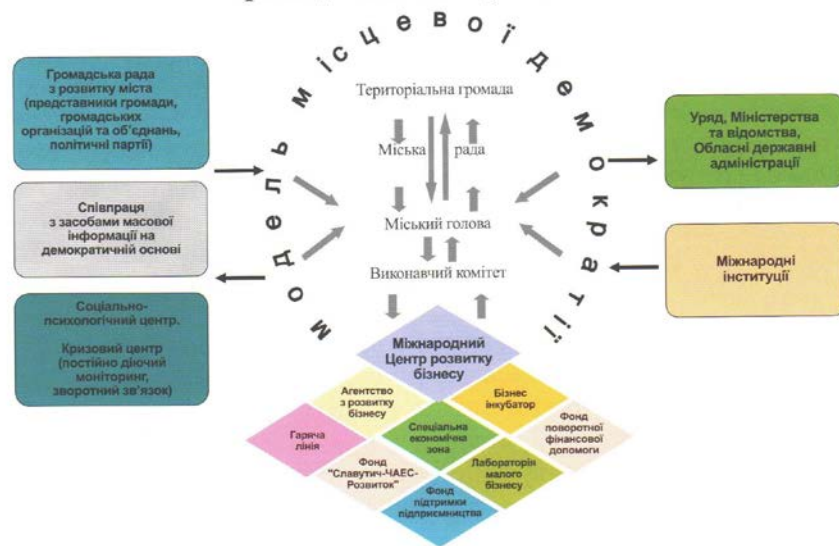 модель місцевої демократії
Громадська рада
з розвитку міста
(представники громади,
громадських
організацій та об'єднань,
політичні партії)
Співпраця
з засобами масової
інформації на
демократичній основі
Соціально-
психологічний центр.
Кризовий центр
(постійно діючий
моніторинг,
зворотний зв'язок)
Територіальна громада
Міська рада
Міський голова
Виконавчий комітет
Уряд, Міністерства
та відомства,
Обласні державні
адміністрації
Міжнародні
інституції
Міжнародний
Центр розвитку
бізнесу
Агентство
з розвитку
бізнесу
Бізнес
інкубатор
Гаряча
лінія
Спеціальна
економічна
зона
Фонд
поворотної
фінансової
допомоги
Фонд
"Славутич-ЧАЕС-
Розвиток"
Лабораторія
малого
бізнесу
Фонд
підтримки
підприємництва